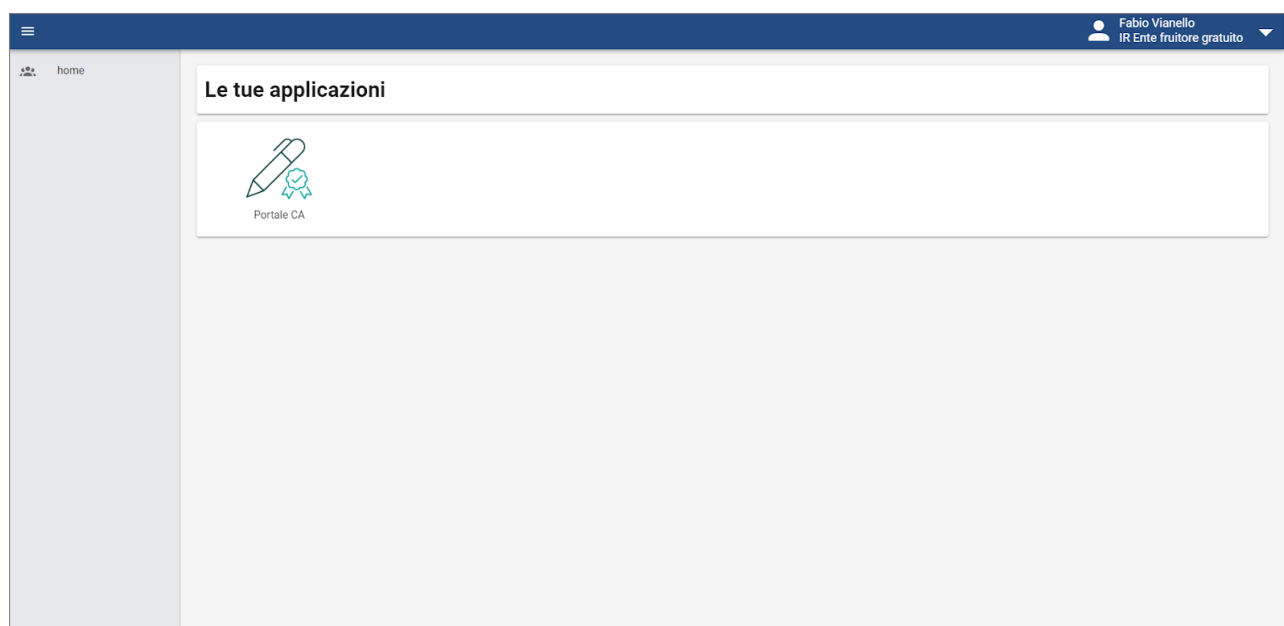 Fabio Vianello
IR Ente fruitore gratuito
home
Le tue applicazioni
Portale CA